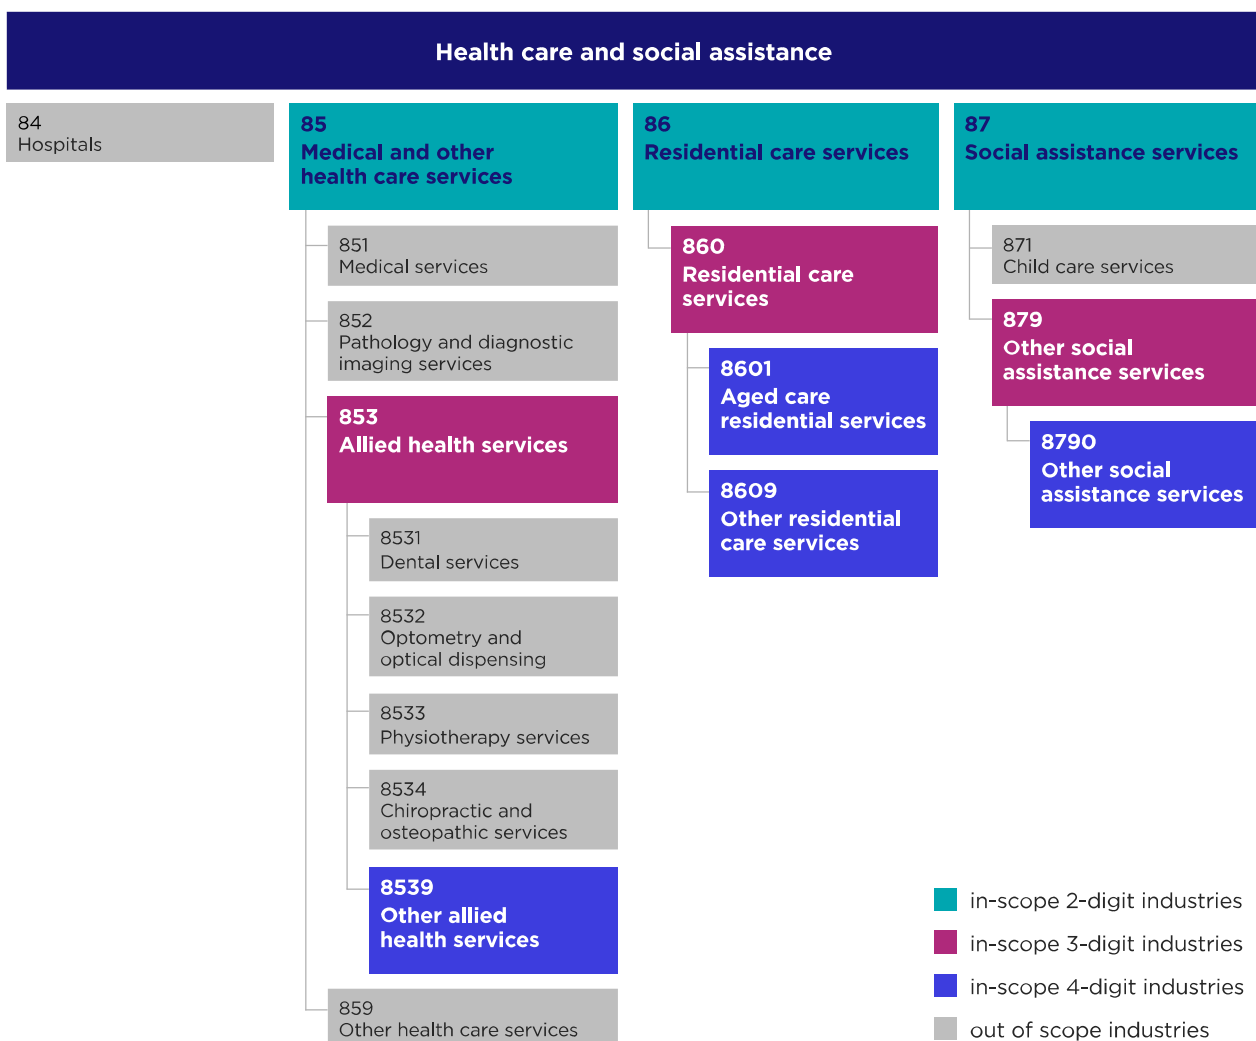 Health care and social assistance
84
Hospitals
85
Medical and other
health care services
851
Medical services
852
Pathology and diagnostic
imaging services
853
Allied health services
8531
Dental services
8532
Optometry and
optical dispensing
8533
Physiotherapy services
8534
Chiropractic and
osteopathic services
8539
Other allied
health services
859
Other health care services
86
Residential care services
860
Residential care
services
8601
Aged care
residential services
8609
Other residential
care services
87
Social assistance services
871
Child care services
879
Other social
assistance services
8790
Other social
assistance services
in-scope 2-digit industries
in-scope 3-digit industries
in-scope 4-digit industries
out of scope industries